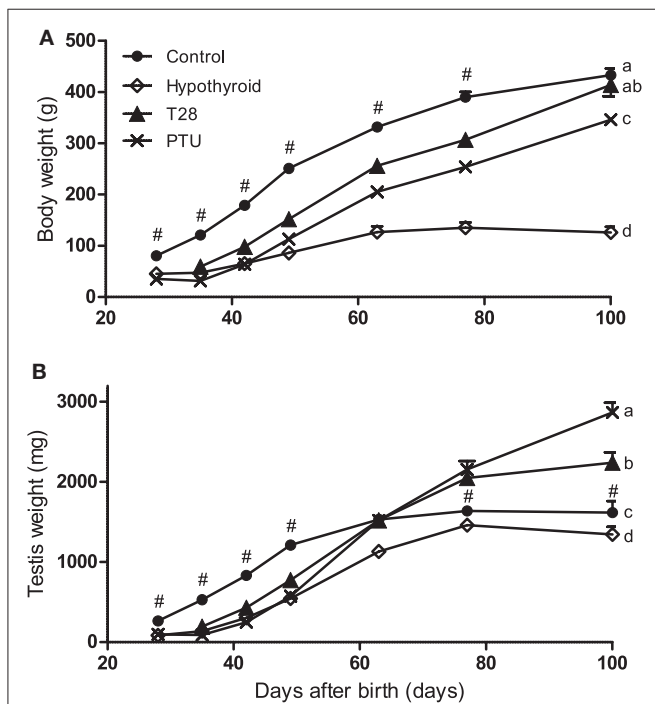 A
500
400
300
200
100
0
Body weight (g)
Control
Hypothyroid
T28
PTU
# # # # # #
a
ab
c
d
20 40 60 80 100
B
3000
2000
1000
0
Testis weight (mg)
# # # # # #
a
b
c
d
20 40 60 80 100
Days after birth (days)